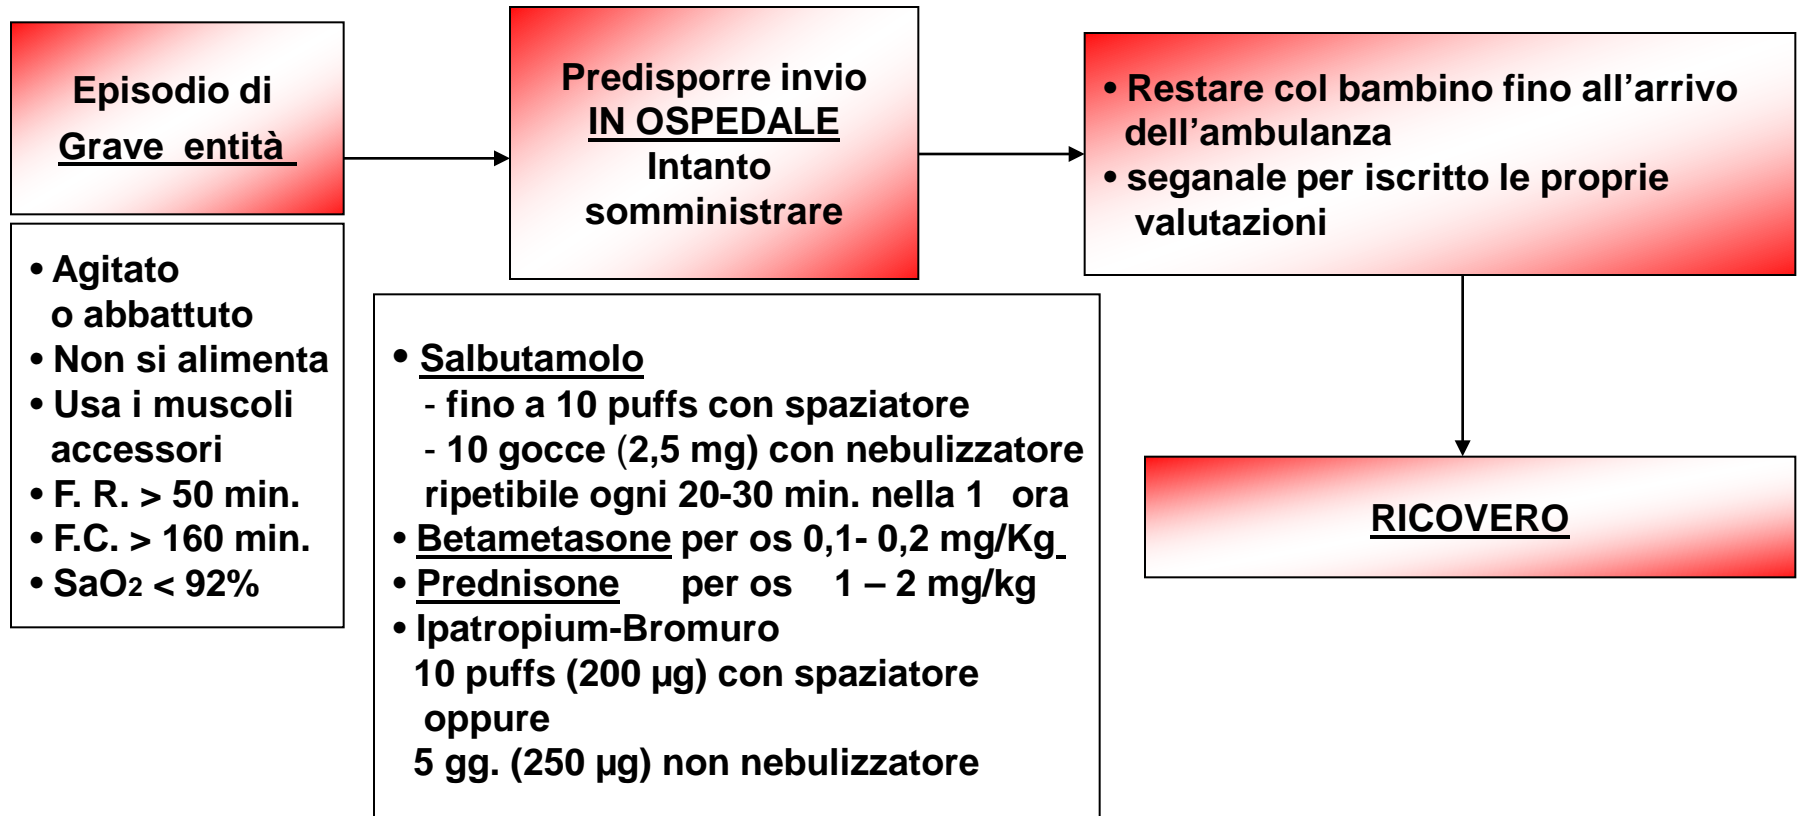 Episodio di
Grave entità
• Agitato
o abbattuto
• Non si alimenta
• Usa i muscoli
accessori
• F. R. > 50 min.
• F.C. > 160 min.
• SaO2 < 92%
Predisporre invio
IN OSPEDALE
Intanto
somministrare
• Salbutamolo
- fino a 10 puffs con spaziatore
- 10 gocce (2,5 mg) con nebulizzatore
ripetibile ogni 20-30 min. nella 1 ora
• Betametasone per os 0,1- 0,2 mg/Kg
• Prednisone per os 1 – 2 mg/kg
• Ipatropium-Bromuro
10 puffs (200 µg) con spaziatore
oppure
5 gg. (250 µg) non nebulizzatore
• Restare col bambino fino all’arrivo
dell’ambulanza
• seganale per iscritto le proprie
valutazioni
RICOVERO